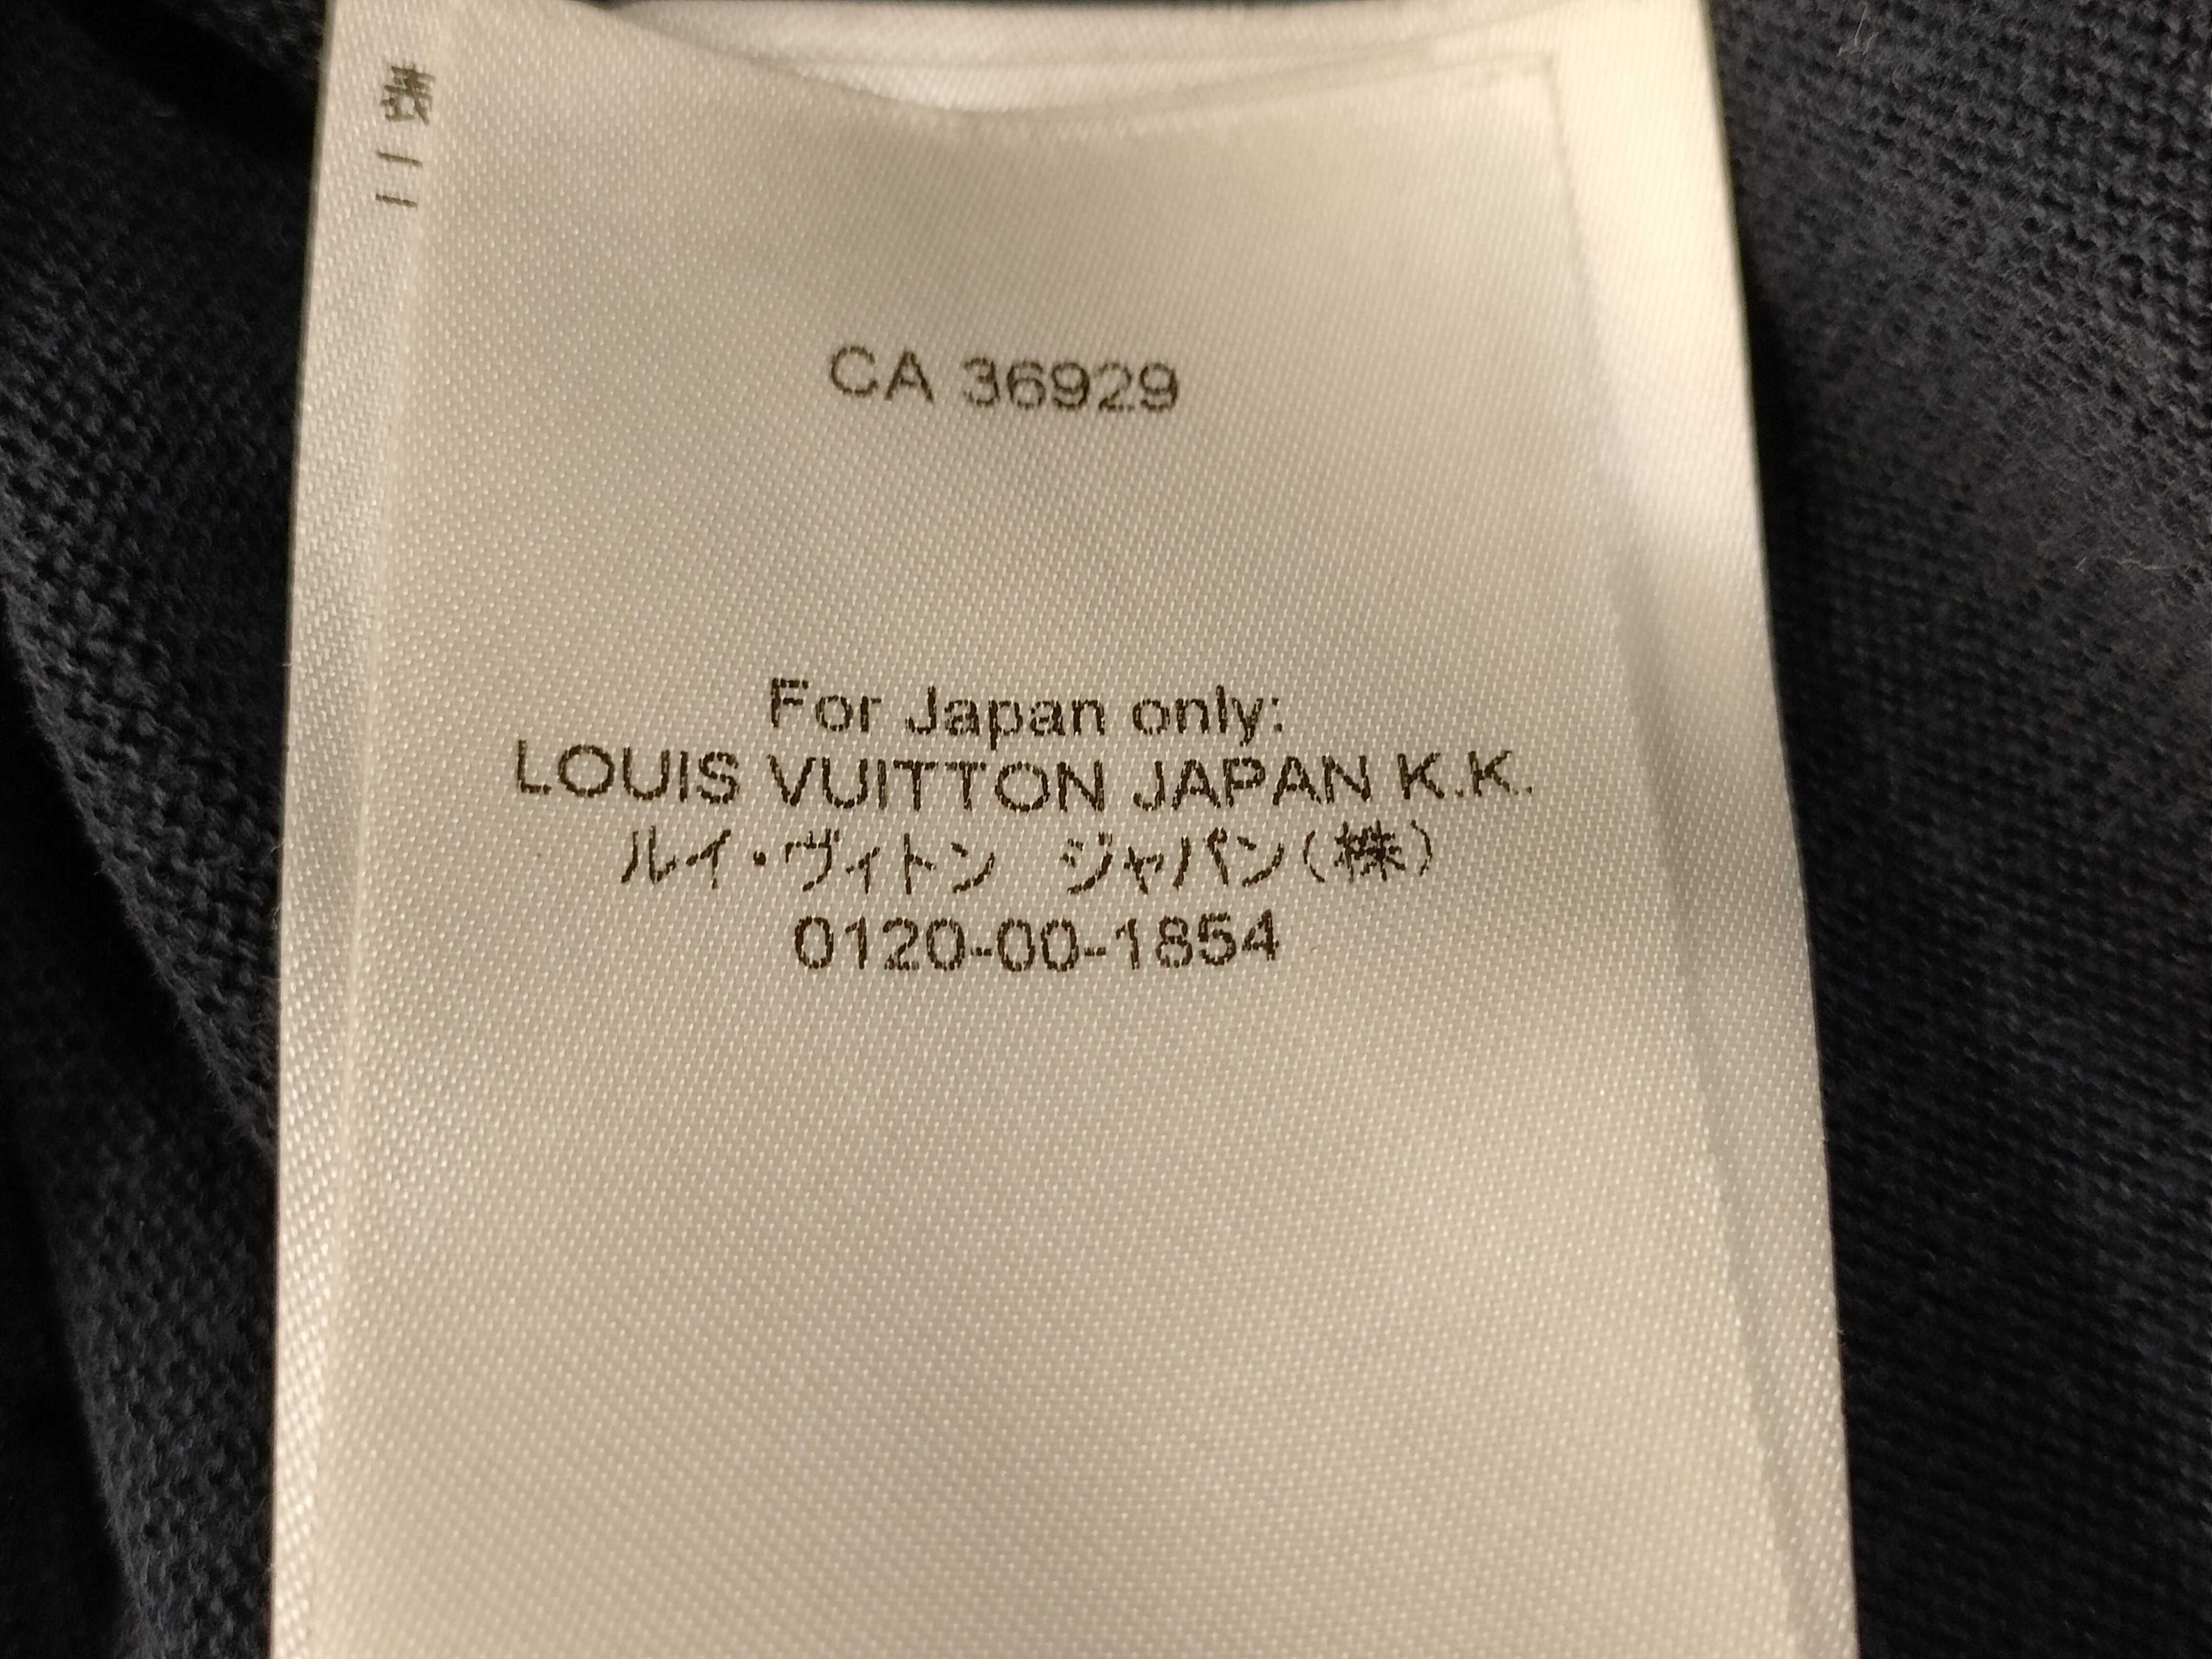 表二
CA 36929
For Japan only:
LOUIS VUITTON JAPAN K.K.
ルイ・ヴィトン　ジャパン(株)
0120-00-1854